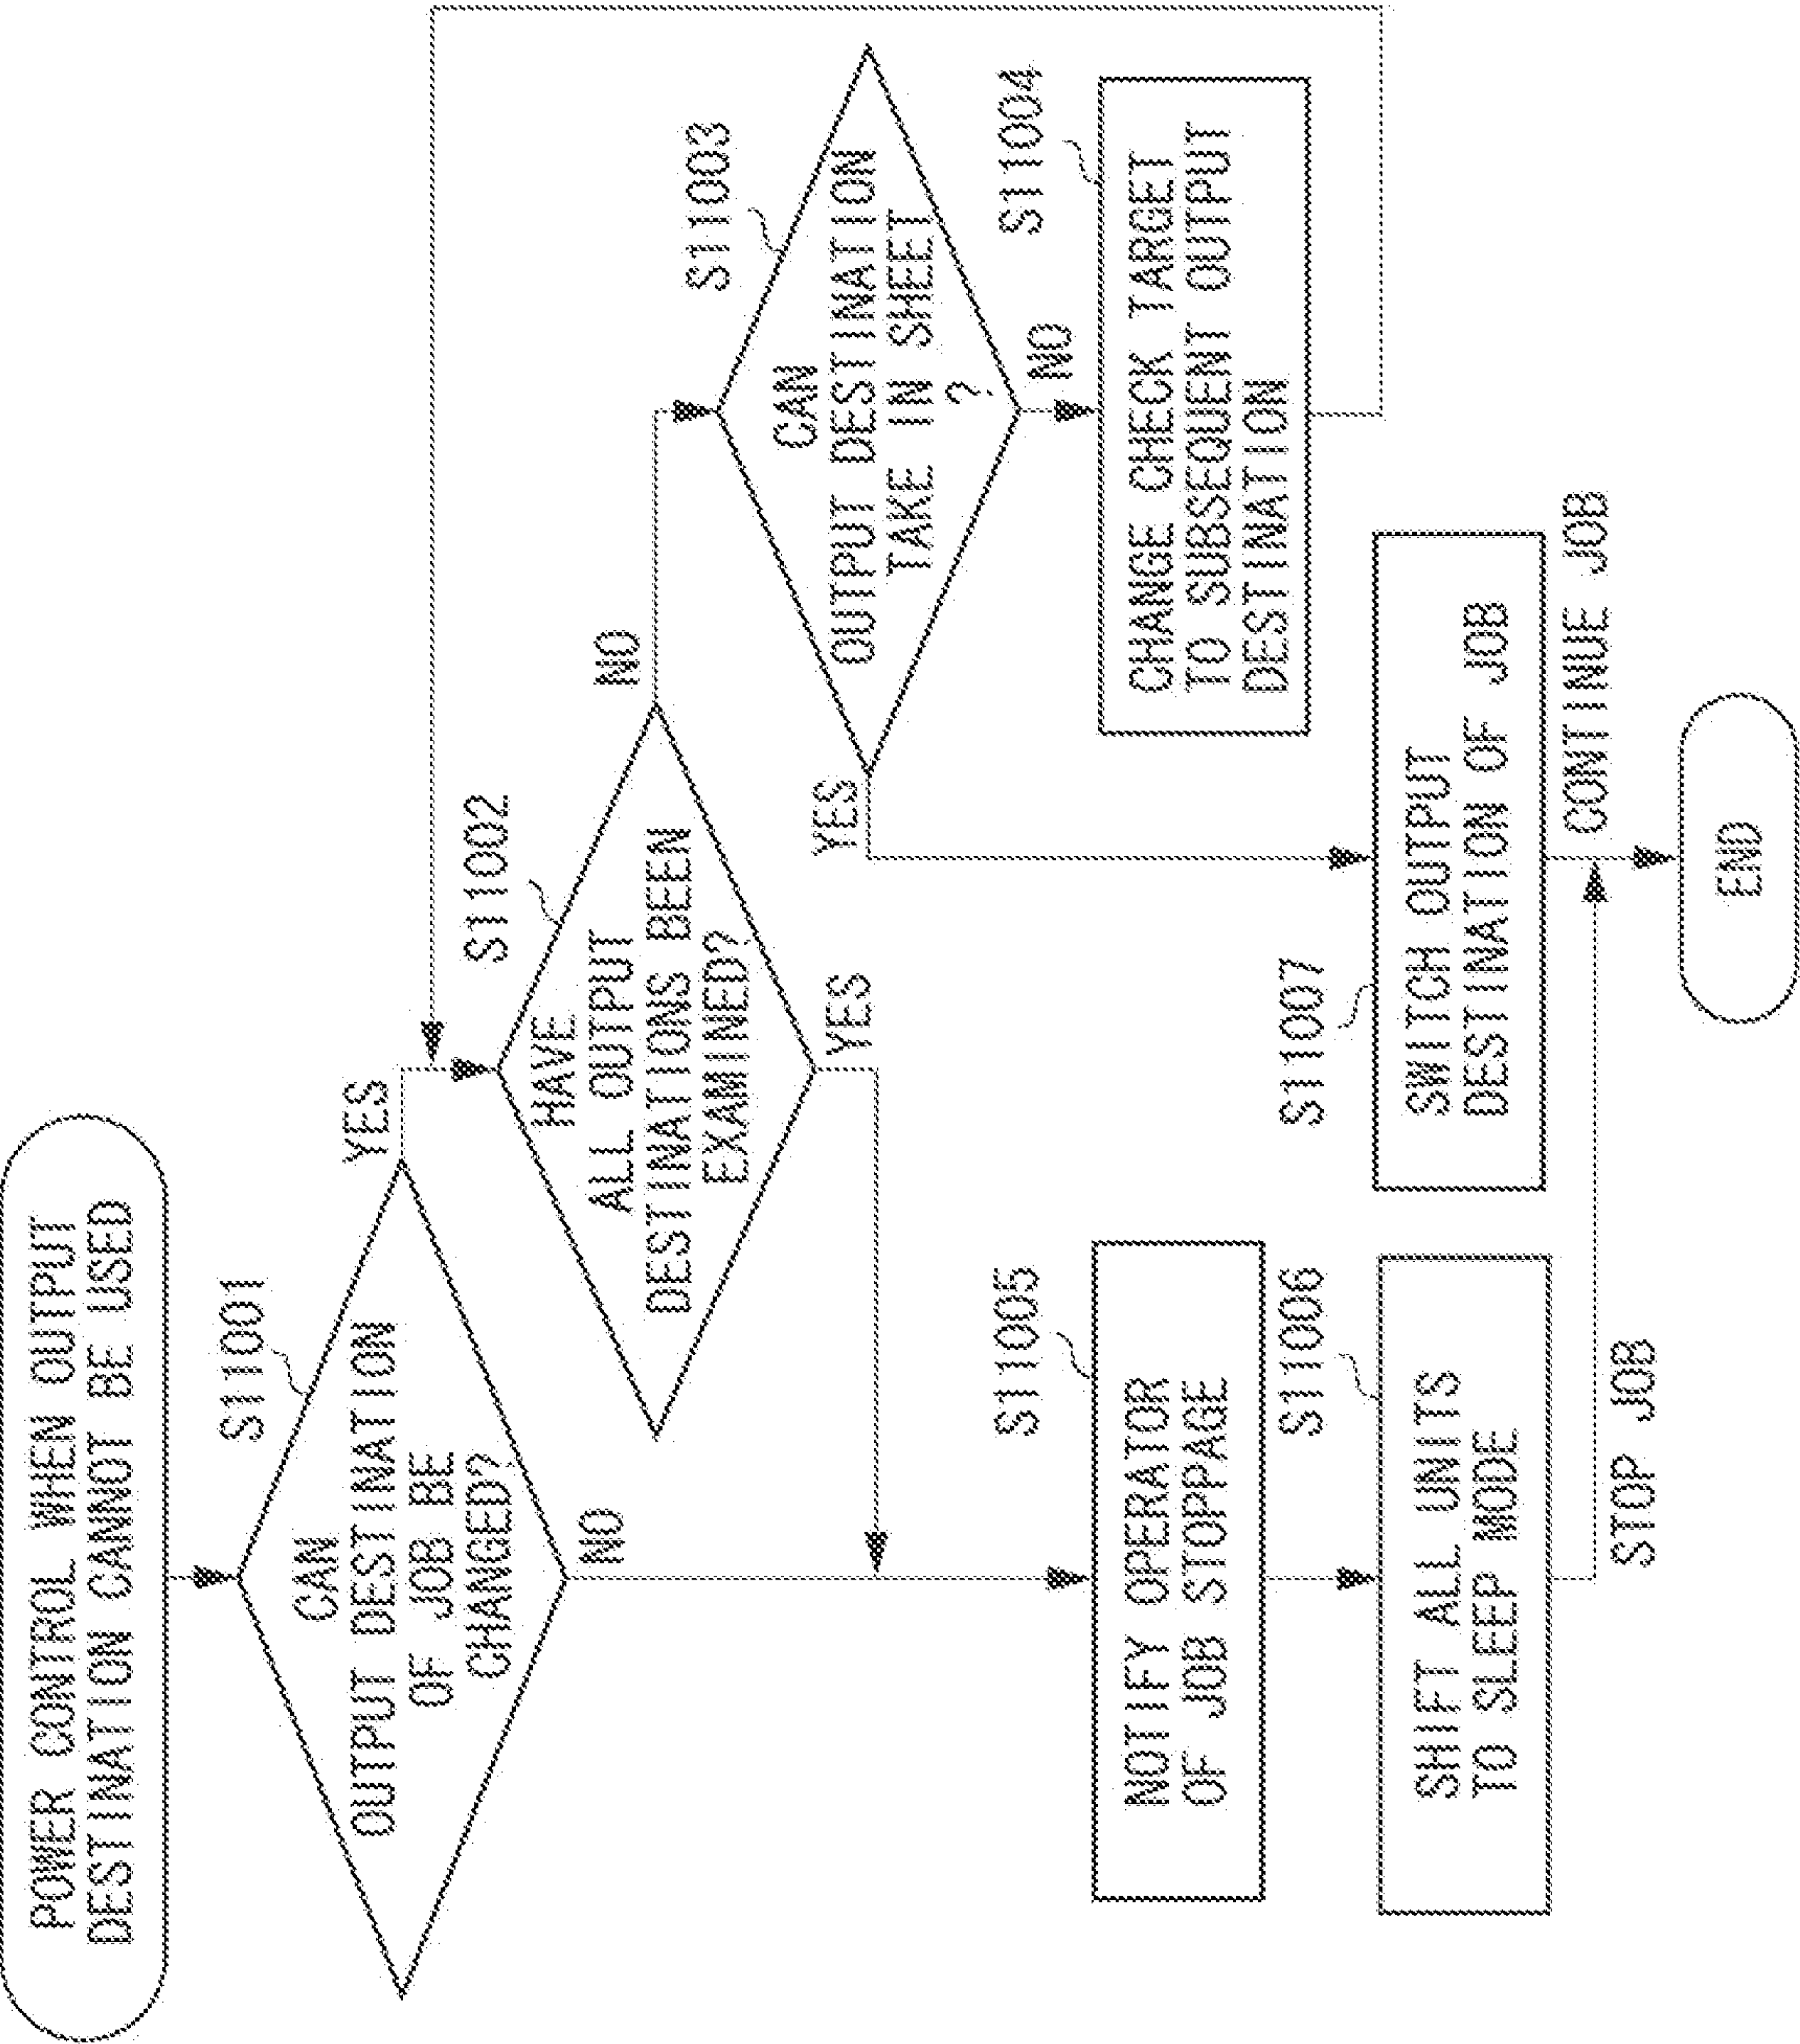 POWER CONTROL WHEN OUTPUT
DESTINATION CANNOT BE USED
S11001
CAN
OUTPUT DESTINATION
OF JOB BE
CHANGED?
YES
NO
S11002
HAVE
ALL OUTPUT
DESTINATIONS BEEN
EXAMINED?
NO
YES
S11003
CAN
OUTPUT DESTINATION
TAKE IN SHEET
?
YES
NO
S11004
CHANGE CHECK TARGET
TO SUBSEQUENT OUTPUT
DESTINATION
S11005
NOTIFY OPERATOR
OF JOB STOPPAGE
S11006
SHIFT ALL UNITS
TO SLEEP MODE
STOP JOB
S11007
SWITCH OUTPUT
DESTINATION OF JOB
CONTINUE JOB
END